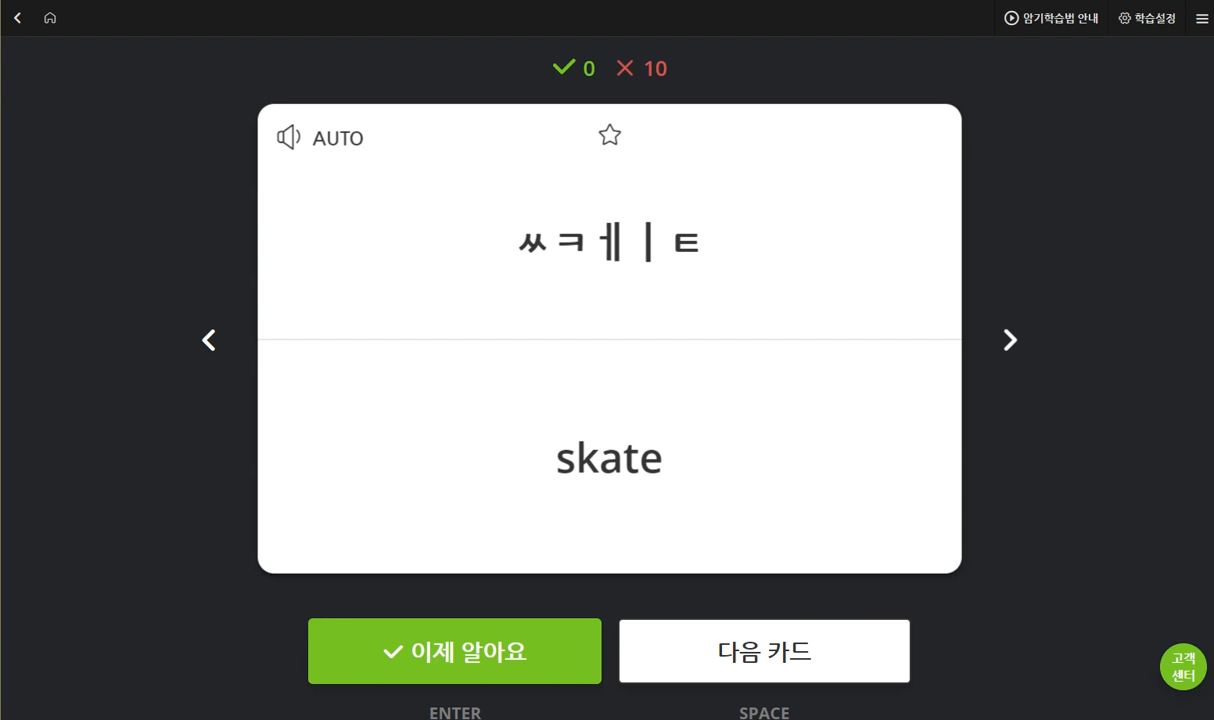 암기학습법 안내 학습설정
0 10
AUTO
ㅆㅋㅔㅣㅌ
skate
이제 알아요 다음 카드
ENTER SPACE
고객
센터